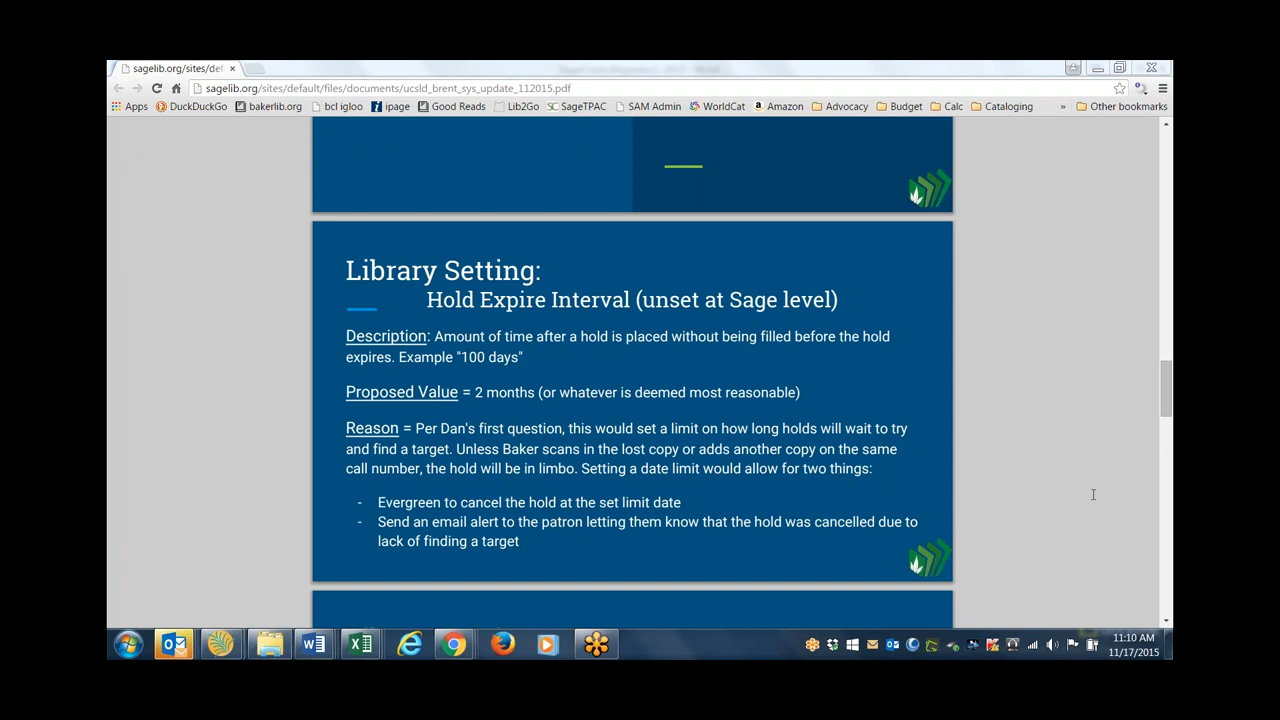 sagelib.org/sites/def
sagelib.org/sites/default/files/documents/ucsld_brent_sys_update_112015.pdf
Apps DuckDuckGo bakerlib.org bcl igloo ipage Good Reads Lib2Go SageTPAC SAM Admin WorldCat Amazon Advocacy Budget Calc Cataloging » Other bookmarks
Library Setting:
Hold Expire Interval (unset at Sage level)
Description: Amount of time after a hold is placed without being filled before the hold
expires. Example "100 days"
Proposed Value = 2 months (or whatever is deemed most reasonable)
Reason = Per Dan's first question, this would set a limit on how long holds will wait to try
and find a target. Unless Baker scans in the lost copy or adds another copy on the same
call number, the hold will be in limbo. Setting a date limit would allow for two things:
- Evergreen to cancel the hold at the set limit date
- Send an email alert to the patron letting them know that the hold was cancelled due to
lack of finding a target
11:10 AM
11/17/2015